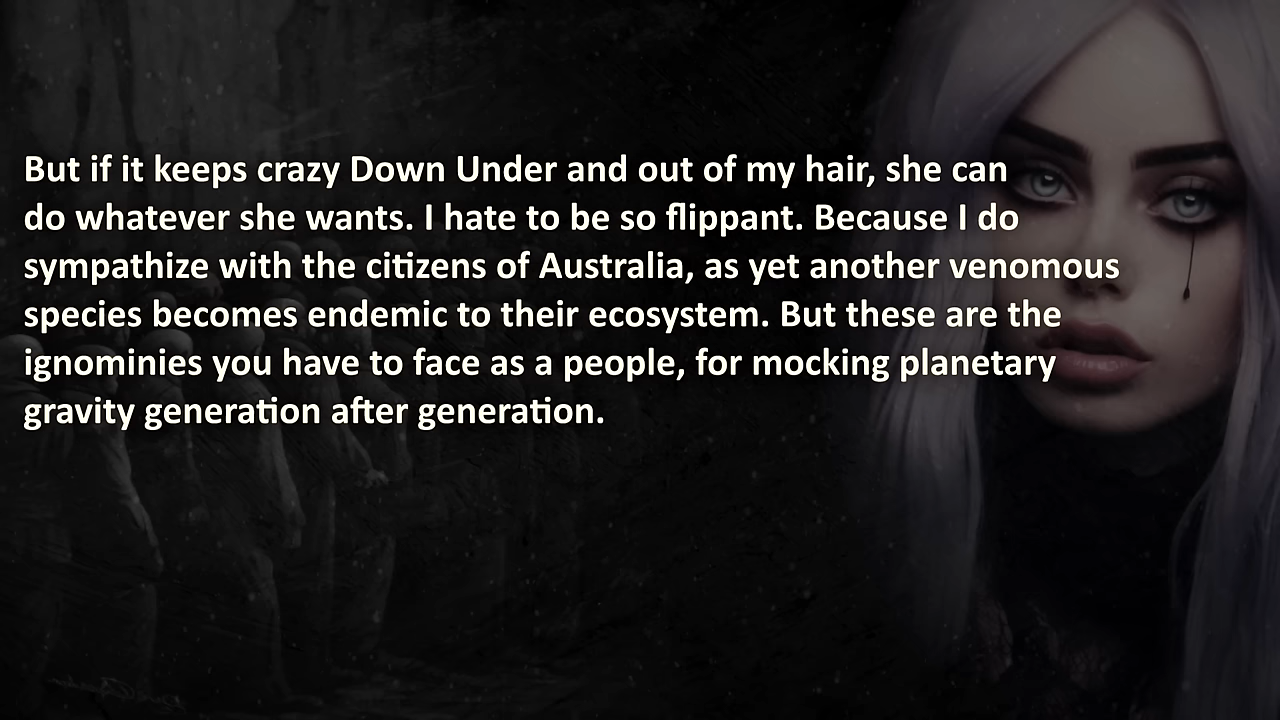 But if it keeps crazy Down Under and out of my hair, she can
do whatever she wants. I hate to be so flippant. Because I do
sympathize with the citizens of Australia, as yet another venomous
species becomes endemic to their ecosystem. But these are the
ignominies you have to face as a people, for mocking planetary
gravity generation after generation.